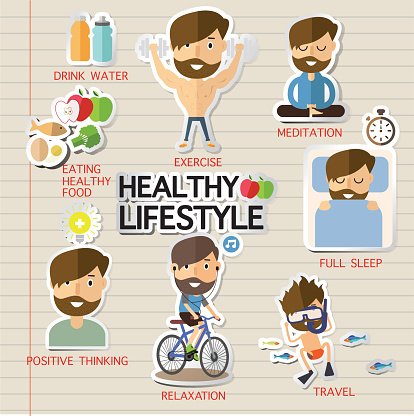 DRINK WATER
EXERCISE
MEDITATION
EATING
HEALTHY
FOOD
HEALTHY
LIFESTYLE
FULL SLEEP
POSITIVE THINKING
RELAXATION
TRAVEL